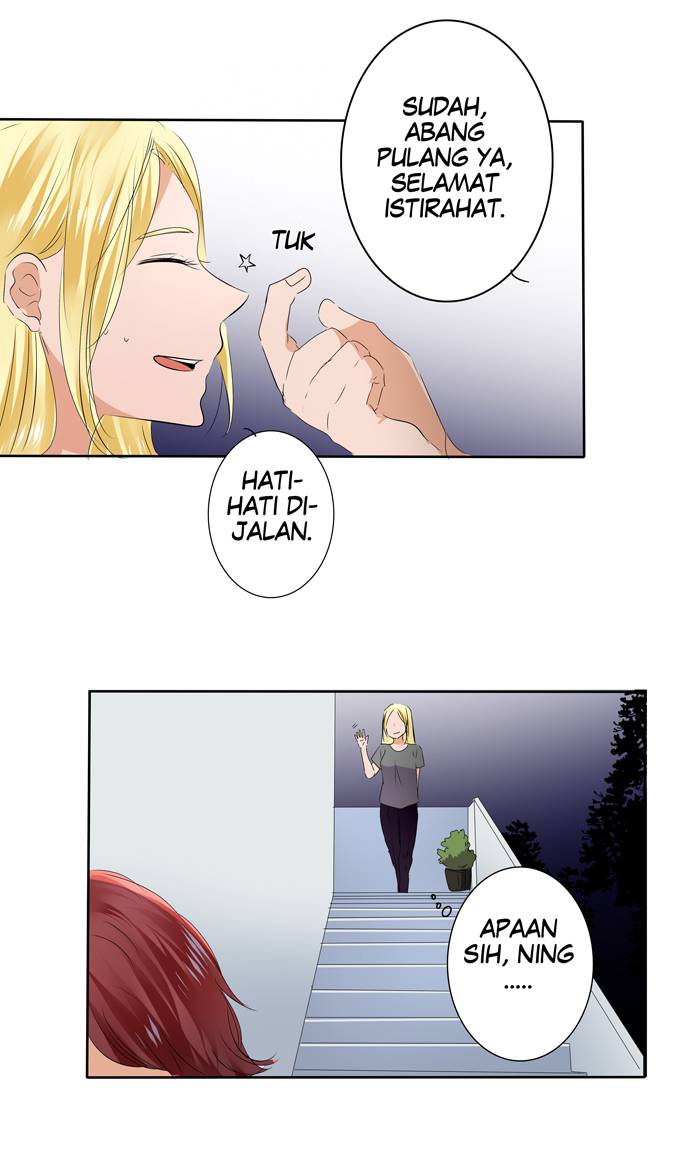 SUDAH,
ABANG
PULANG YA,
SELAMAT
ISTIRAHAT.
TUK
HATI-
HATI DI-
JALAN.
APAAN
SIH, NING
.....